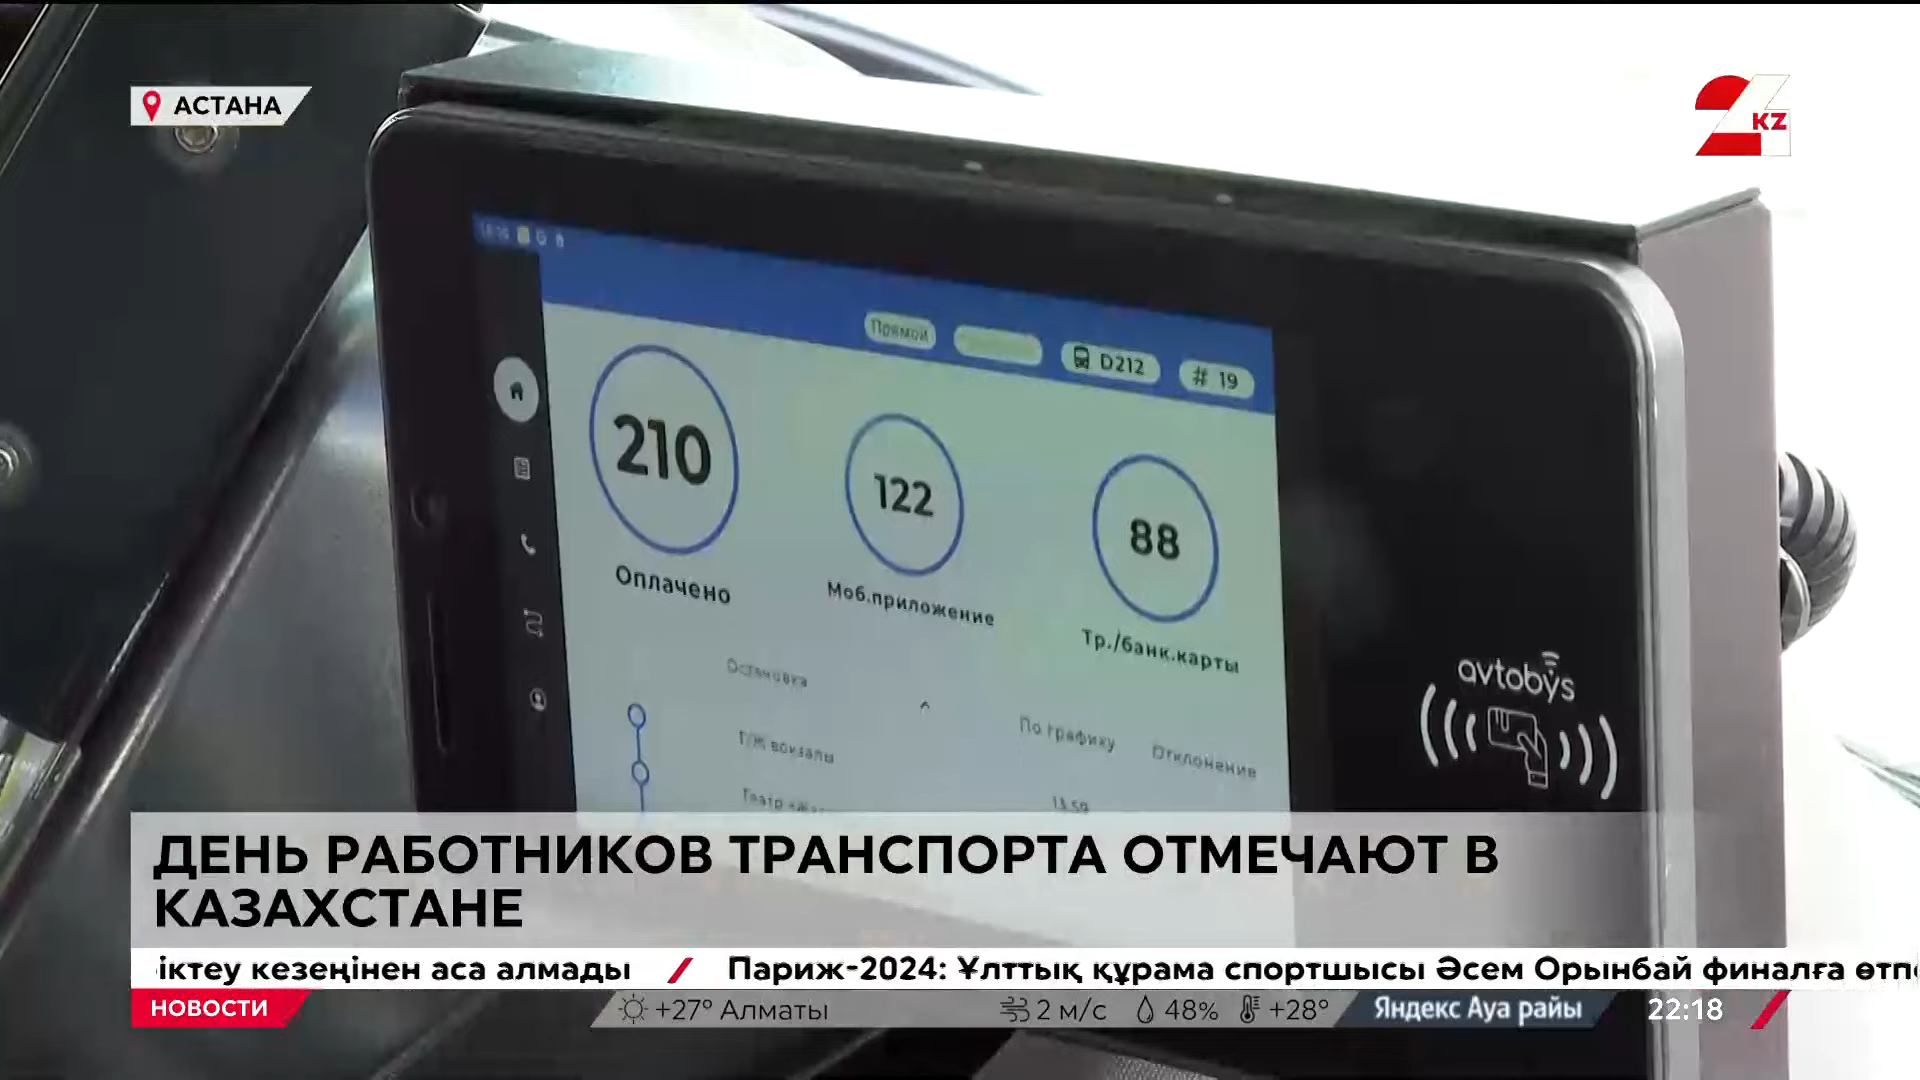 АСТАНА
24 KZ
Прямой
D212
# 19
210
122
88
Оплачено
Моб.приложение
Тр./банк.карты
Остановка
По графику
Отклонение
Т/Ж вокзалы
Театр
13:59
avtobys
ДЕНЬ РАБОТНИКОВ ТРАНСПОРТА ОТМЕЧАЮТ В
КАЗАХСТАНЕ
іктеу кезеңінен аса алмады / Париж-2024: Ұлттық құрама спортшысы Әсем Орынбай финалға өтп
НОВОСТИ
+27° Алматы
2 м/с
48%
+28°
Яндекс Ауа райы
22:18